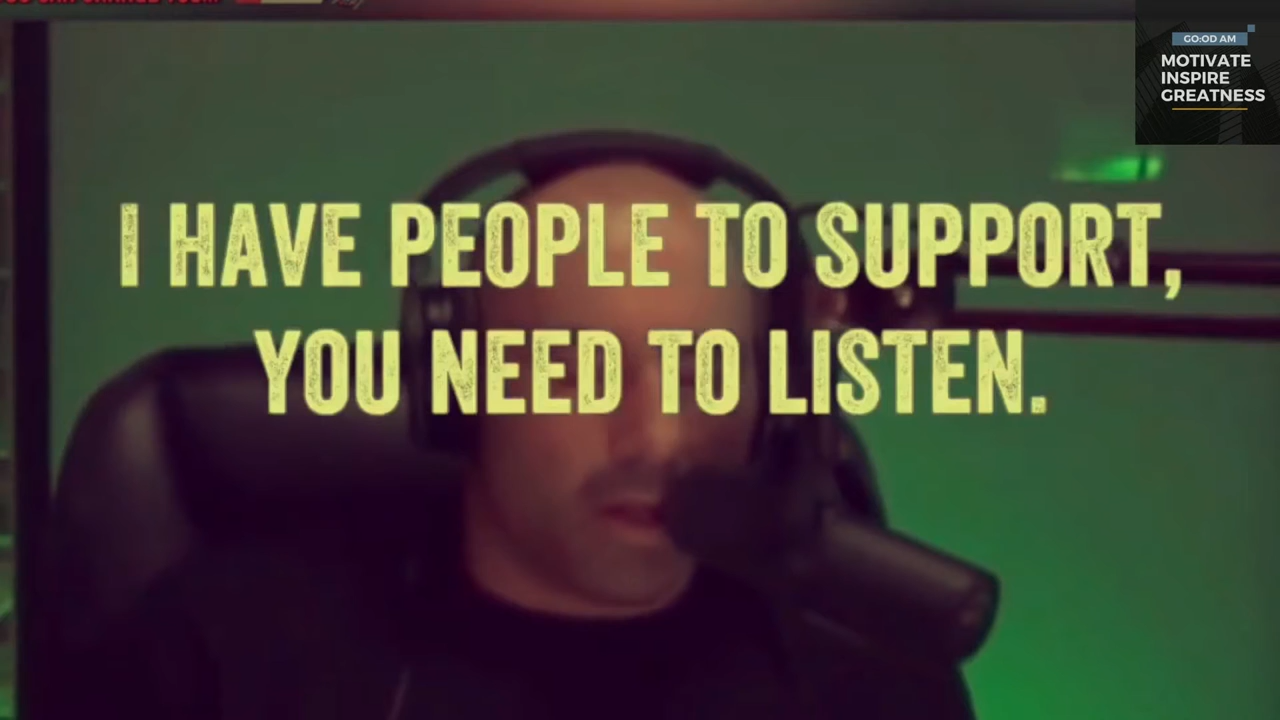 GO:OD AM
MOTIVATE
INSPIRE
GREATNESS
I HAVE PEOPLE TO SUPPORT,
YOU NEED TO LISTEN.